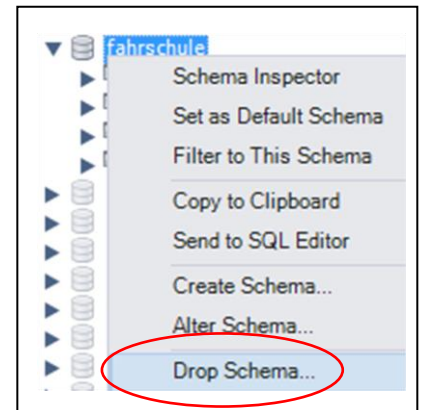 fahrschule
Schema Inspector
Set as Default Schema
Filter to This Schema
Copy to Clipboard
Send to SQL Editor
Create Schema...
Alter Schema...
Drop Schema...